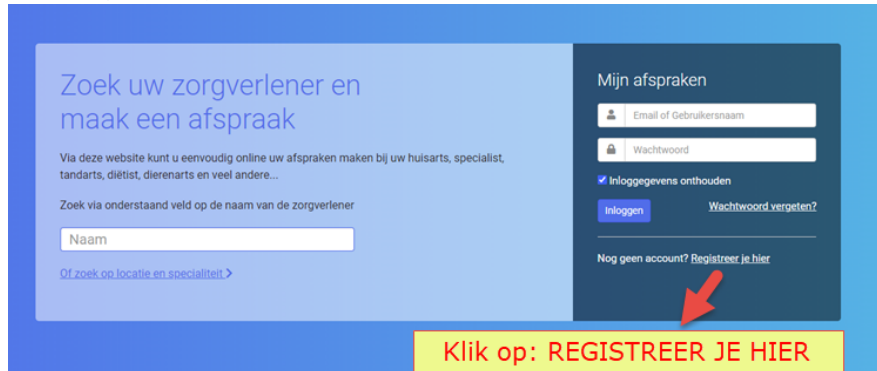 Zoek uw zorgverlener en
maak een afspraak
Via deze website kunt u eenvoudig online uw afspraken maken bij uw huisarts, specialist,
tandarts, diëtist, dierenarts en veel andere...
Zoek via onderstaand veld op de naam van de zorgverlener
Naam
Of zoek op locatie en specialiteit
Mijn afspraken
Email of Gebruikersnaam
Wachtwoord
Inloggegevens onthouden
Inloggen
Wachtwoord vergeten?
Nog geen account? Registreer je hier
Klik op: REGISTREER JE HIER